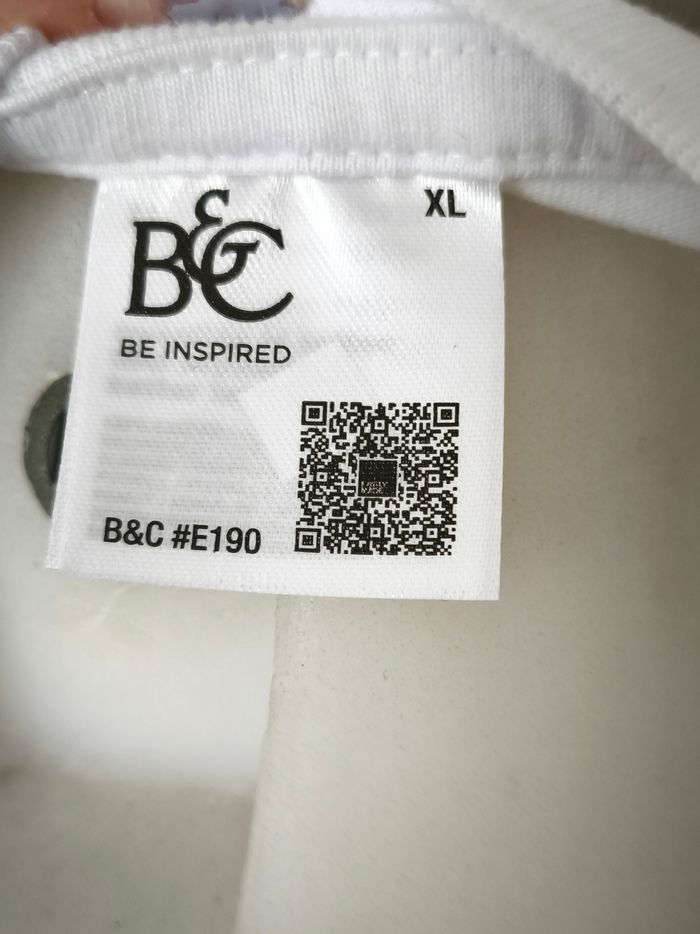 XL
B&C
BE INSPIRED
B&C #E190